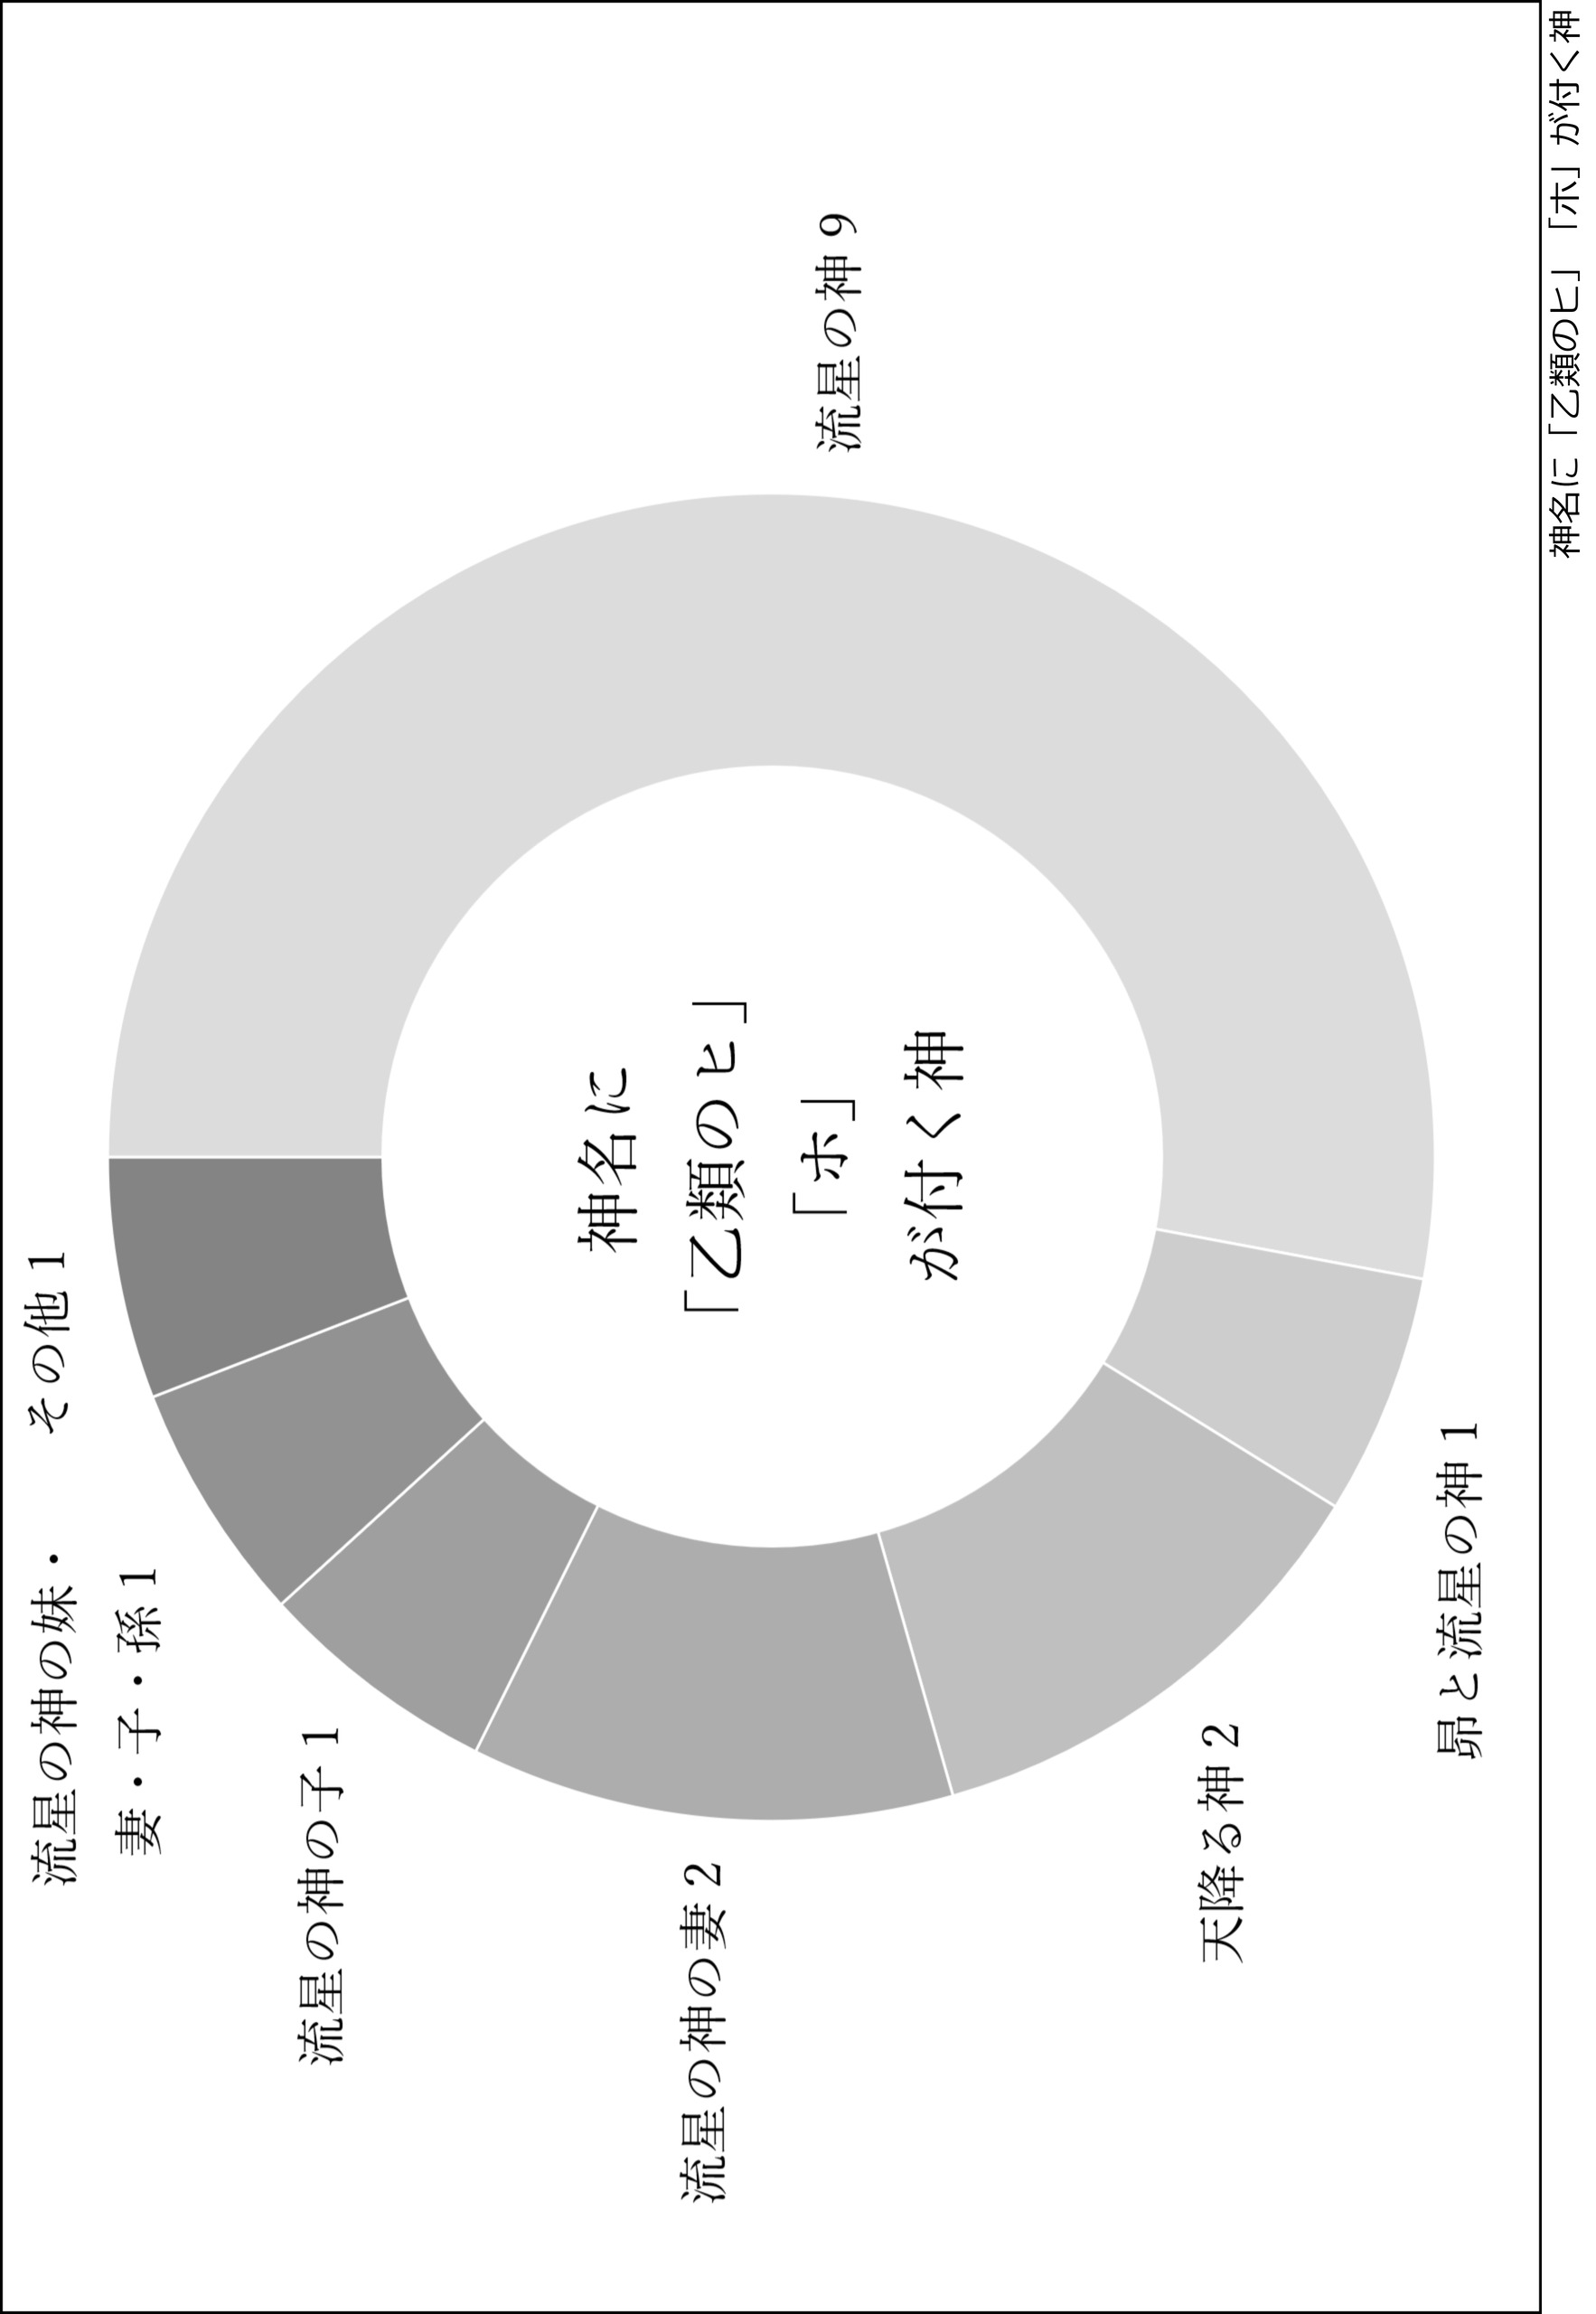 神名に
「乙類のヒ」
「ホ」
が付く神
流星の神 9
昴と流星の神 1
天降る神 2
流星の神の妻 2
流星の神の子 1
流星の神の妹・
妻・子・孫 1
その他 1
神名に「乙類のヒ」「ホ」が付く神